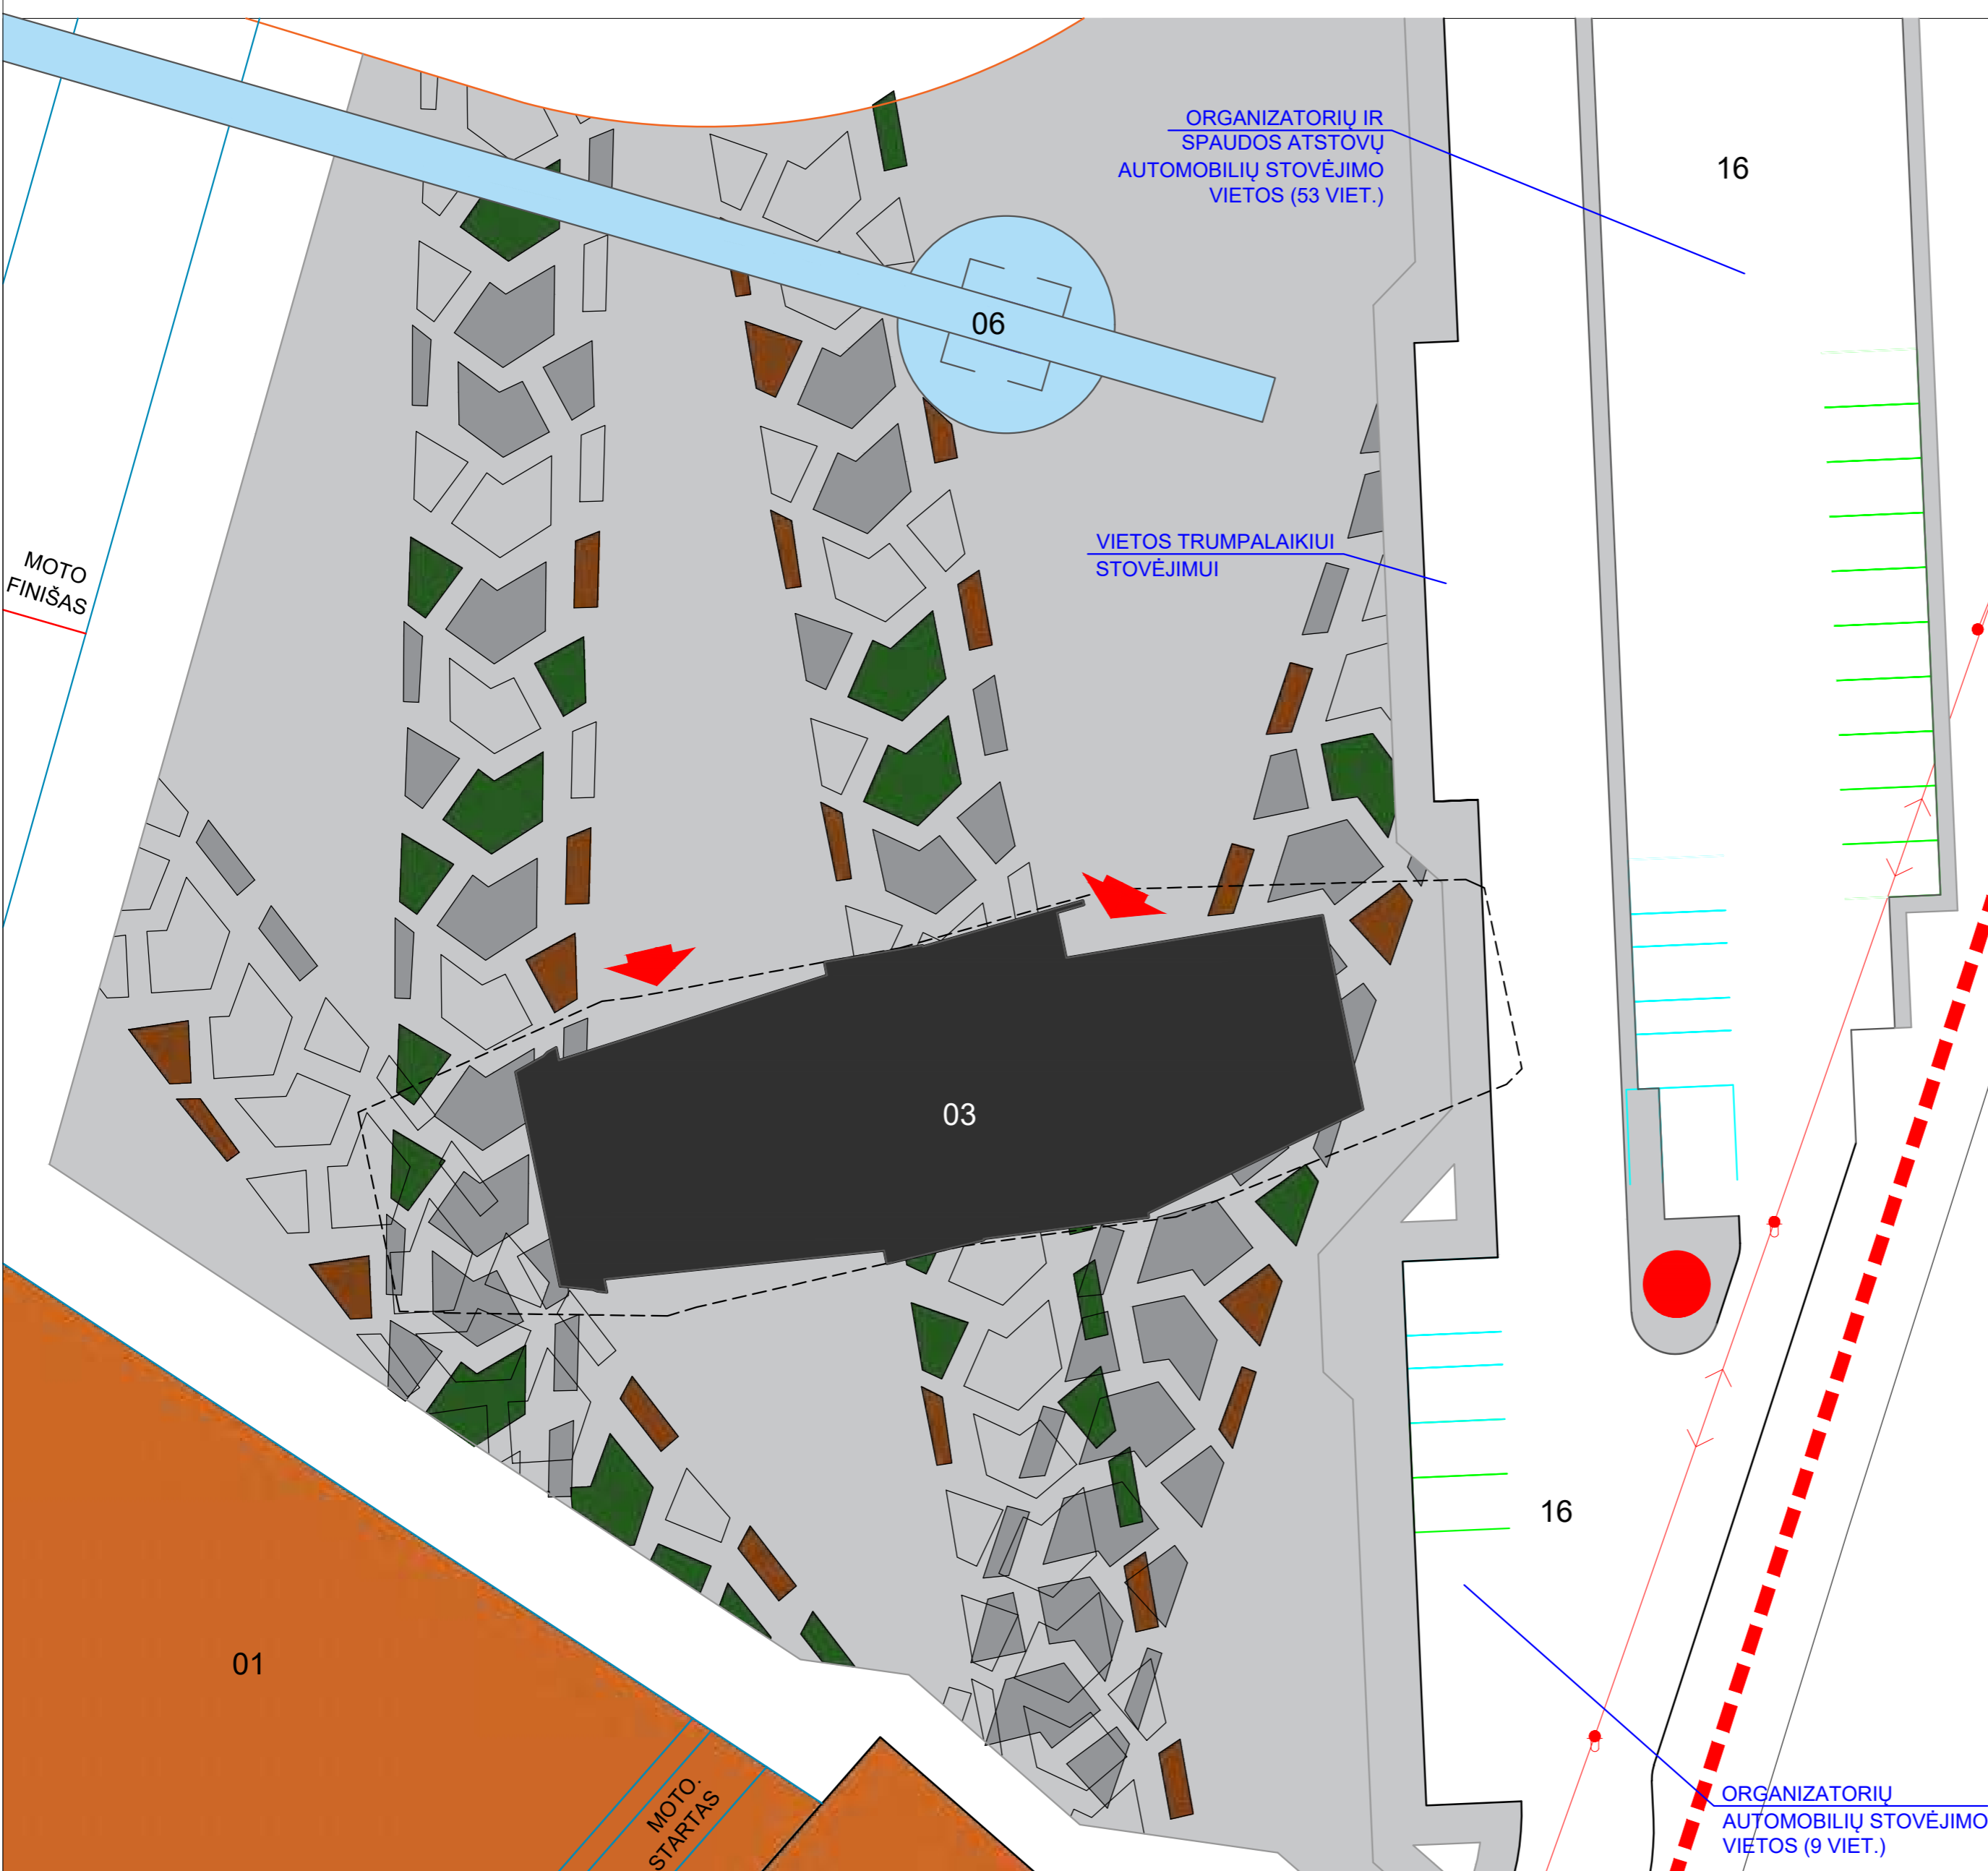 ORGANIZATORIŲ IR
SPAUDOS ATSTOVŲ
AUTOMOBILIŲ STOVĖJIMO
VIETOS (53 VIET.)
16
06
VIETOS TRUMPALAIKIUI
STOVĖJIMUI
MOTO
FINIŠAS
03
16
01
MOTO.
STARTAS
ORGANIZATORIŲ
AUTOMOBILIŲ STOVĖJIMO
VIETOS (9 VIET.)